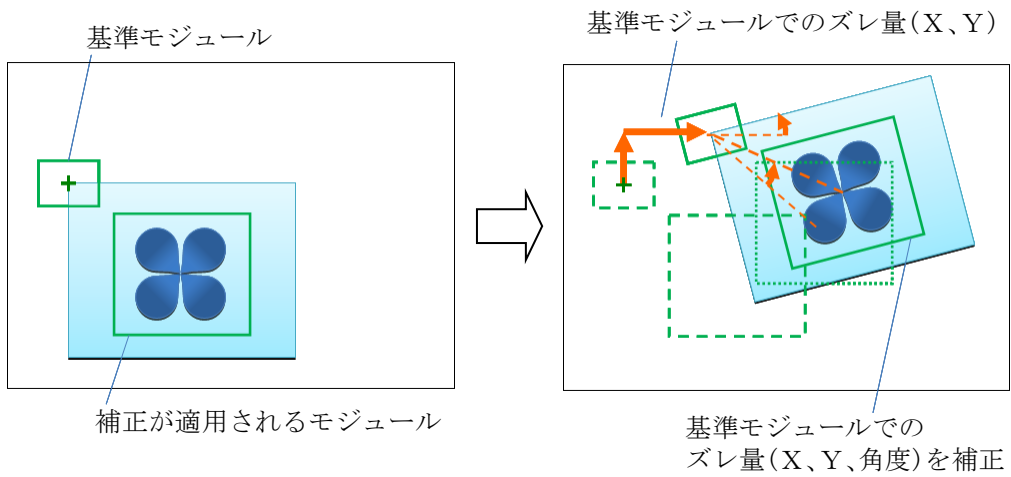 基準モジュール
基準モジュールでのズレ量(X、Y)
補正が適用されるモジュール
基準モジュールでの
ズレ量(X、Y、角度)を補正